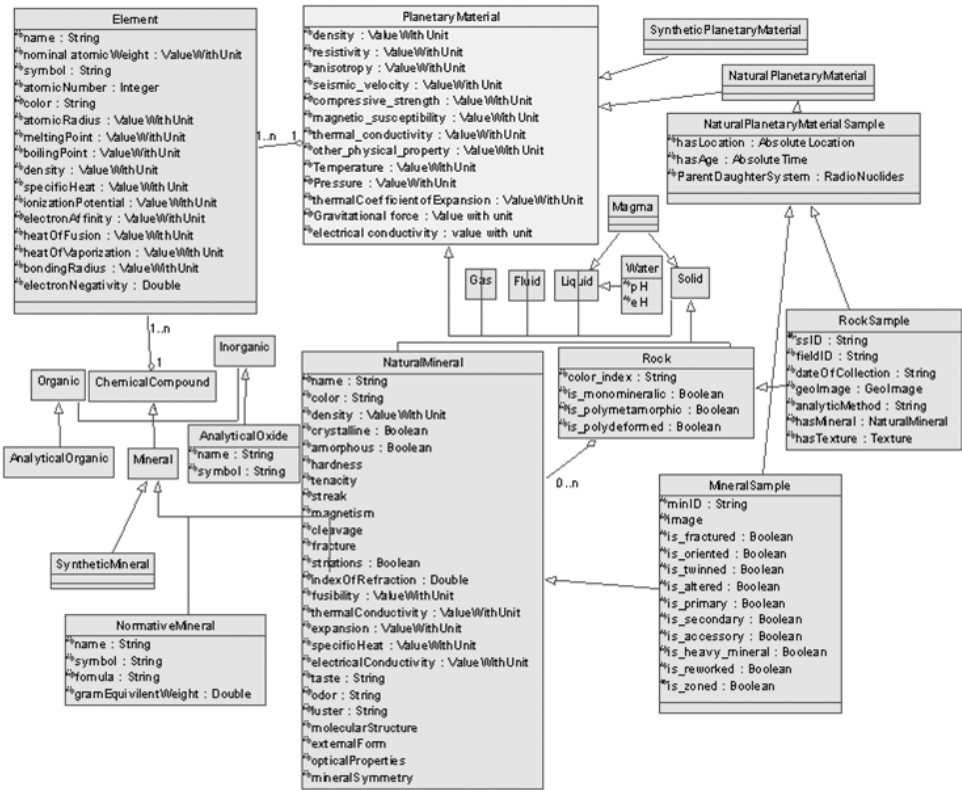 Element
name : String
nominal atomicWeight : ValueWithUnit
symbol : String
atomicNumber : Integer
color : String
atomicRadius : ValueWithUnit
meltingPoint : ValueWithUnit
boilingPoint : ValueWithUnit
density : ValueWithUnit
specificHeat : ValueWithUnit
ionizationPotential : ValueWithUnit
electronAffinity : ValueWithUnit
heatOfFusion : ValueWithUnit
heatOfVaporization : ValueWithUnit
bondingRadius : ValueWithUnit
electronNegativity : Double
1..n
1
PlanetaryMaterial
density : ValueWithUnit
resistivity : ValueWithUnit
anisotropy : ValueWithUnit
seismic_velocity : ValueWithUnit
compressive_strength : ValueWithUnit
magnetic_susceptibility : ValueWithUnit
thermal_conductivity : ValueWithUnit
other_physical_property : ValueWithUnit
Temperature : ValueWithUnit
Pressure : ValueWithUnit
thermalCoefficientofExpansion : ValueWithUnit
Gravitational force : Value with unit
electrical conductivity : value with unit
SyntheticPlanetaryMaterial
NaturalPlanetaryMaterial
NaturalPlanetaryMaterialSample
hasLocation : AbsoluteLocation
hasAge : AbsoluteTime
ParentDaughterSystem : RadioNuclides
Magma
Gas
Fluid
Liquid
Water
pH
eH
Solid
RockSample
ssID : String
fieldID : String
dateOfCollection : String
geoImage : GeoImage
analyticMethod : String
hasMineral : NaturalMineral
hasTexture : Texture
1..n
1
Inorganic
Organic
ChemicalCompound
AnalyticalOrganic
Mineral
AnalyticalOxide
name : String
symbol : String
SyntheticMineral
NormativeMineral
name : String
symbol : String
fomula : String
gramEquivilentWeight : Double
NaturalMineral
name : String
color : String
density : ValueWithUnit
crystalline : Boolean
amorphous : Boolean
hardness
tenacity
streak
magnetism
cleavage
fracture
striations : Boolean
indexOfRefraction : Double
fusibility : ValueWithUnit
thermalConductivity : ValueWithUnit
expansion : ValueWithUnit
specificHeat : ValueWithUnit
electricalConductivity : ValueWithUnit
taste : String
odor : String
luster : String
molecularStructure
externalForm
opticalProperties
mineralSymmetry
Rock
color_index : String
is_monomineralic : Boolean
is_polymetamorphic : Boolean
is_polydeformed : Boolean
0..n
MineralSample
minID : String
image
is_fractured : Boolean
is_oriented : Boolean
is_twinned : Boolean
is_altered : Boolean
is_primary : Boolean
is_secondary : Boolean
is_accessory : Boolean
is_heavy_mineral : Boolean
is_reworked : Boolean
is_zoned : Boolean